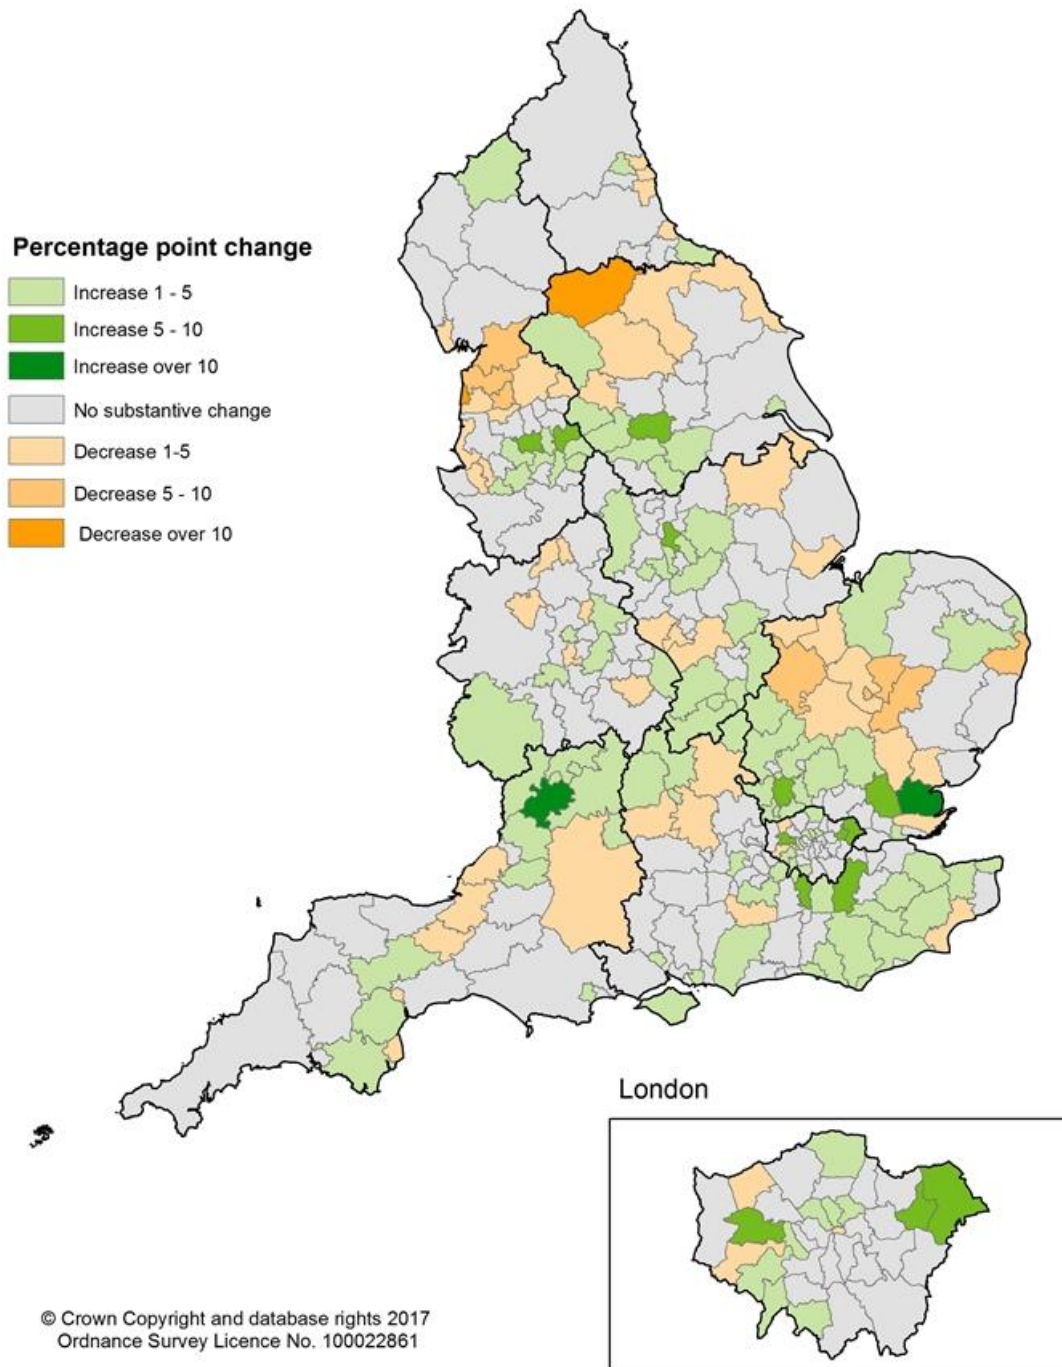 Percentage point change
Increase 1 - 5
Increase 5 - 10
Increase over 10
No substantive change
Decrease 1-5
Decrease 5 - 10
Decrease over 10
London
© Crown Copyright and database rights 2017
Ordnance Survey Licence No. 100022861